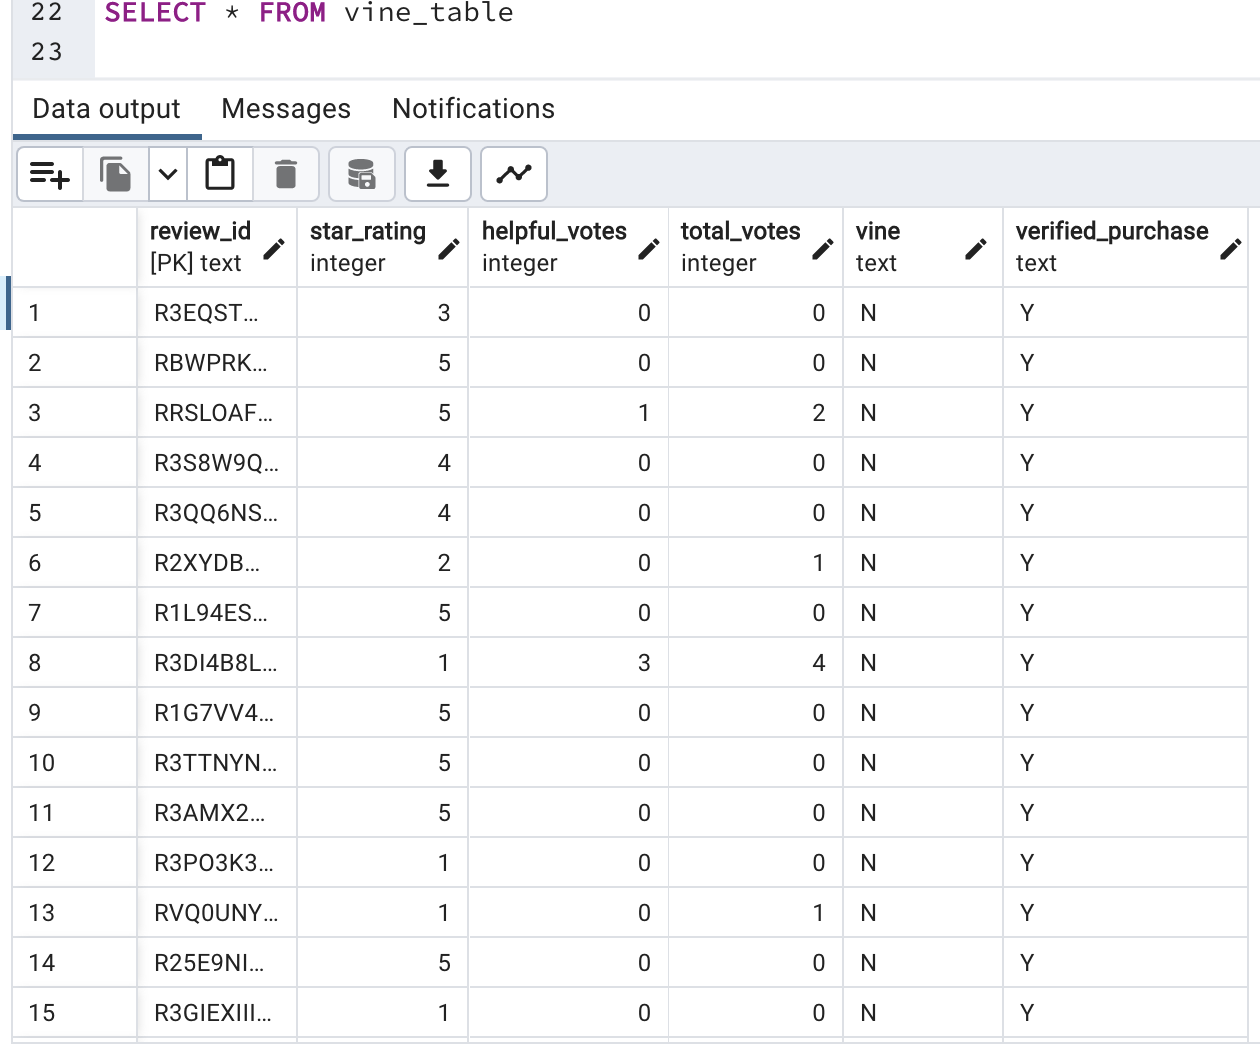 22 SELECT * FROM vine_table
23
Data output Messages Notifications
review_id star_rating helpful_votes total_votes vine verified_purchase
[PK] text integer integer integer text text
1 R3EQST... 3 0 0 N Y
2 RBWPRK... 5 0 0 N Y
3 RRSLOAF... 5 1 2 N Y
4 R3S8W9Q... 4 0 0 N Y
5 R3QQ6NS... 4 0 0 N Y
6 R2XYDB... 2 0 1 N Y
7 R1L94ES... 5 0 0 N Y
8 R3DI4B8L... 1 3 4 N Y
9 R1G7VV4... 5 0 0 N Y
10 R3TTNYN... 5 0 0 N Y
11 R3AMX2... 5 0 0 N Y
12 R3PO3K3... 1 0 0 N Y
13 RVQ0UNY... 1 0 1 N Y
14 R25E9NI... 5 0 0 N Y
15 R3GIEXIII... 1 0 0 N Y